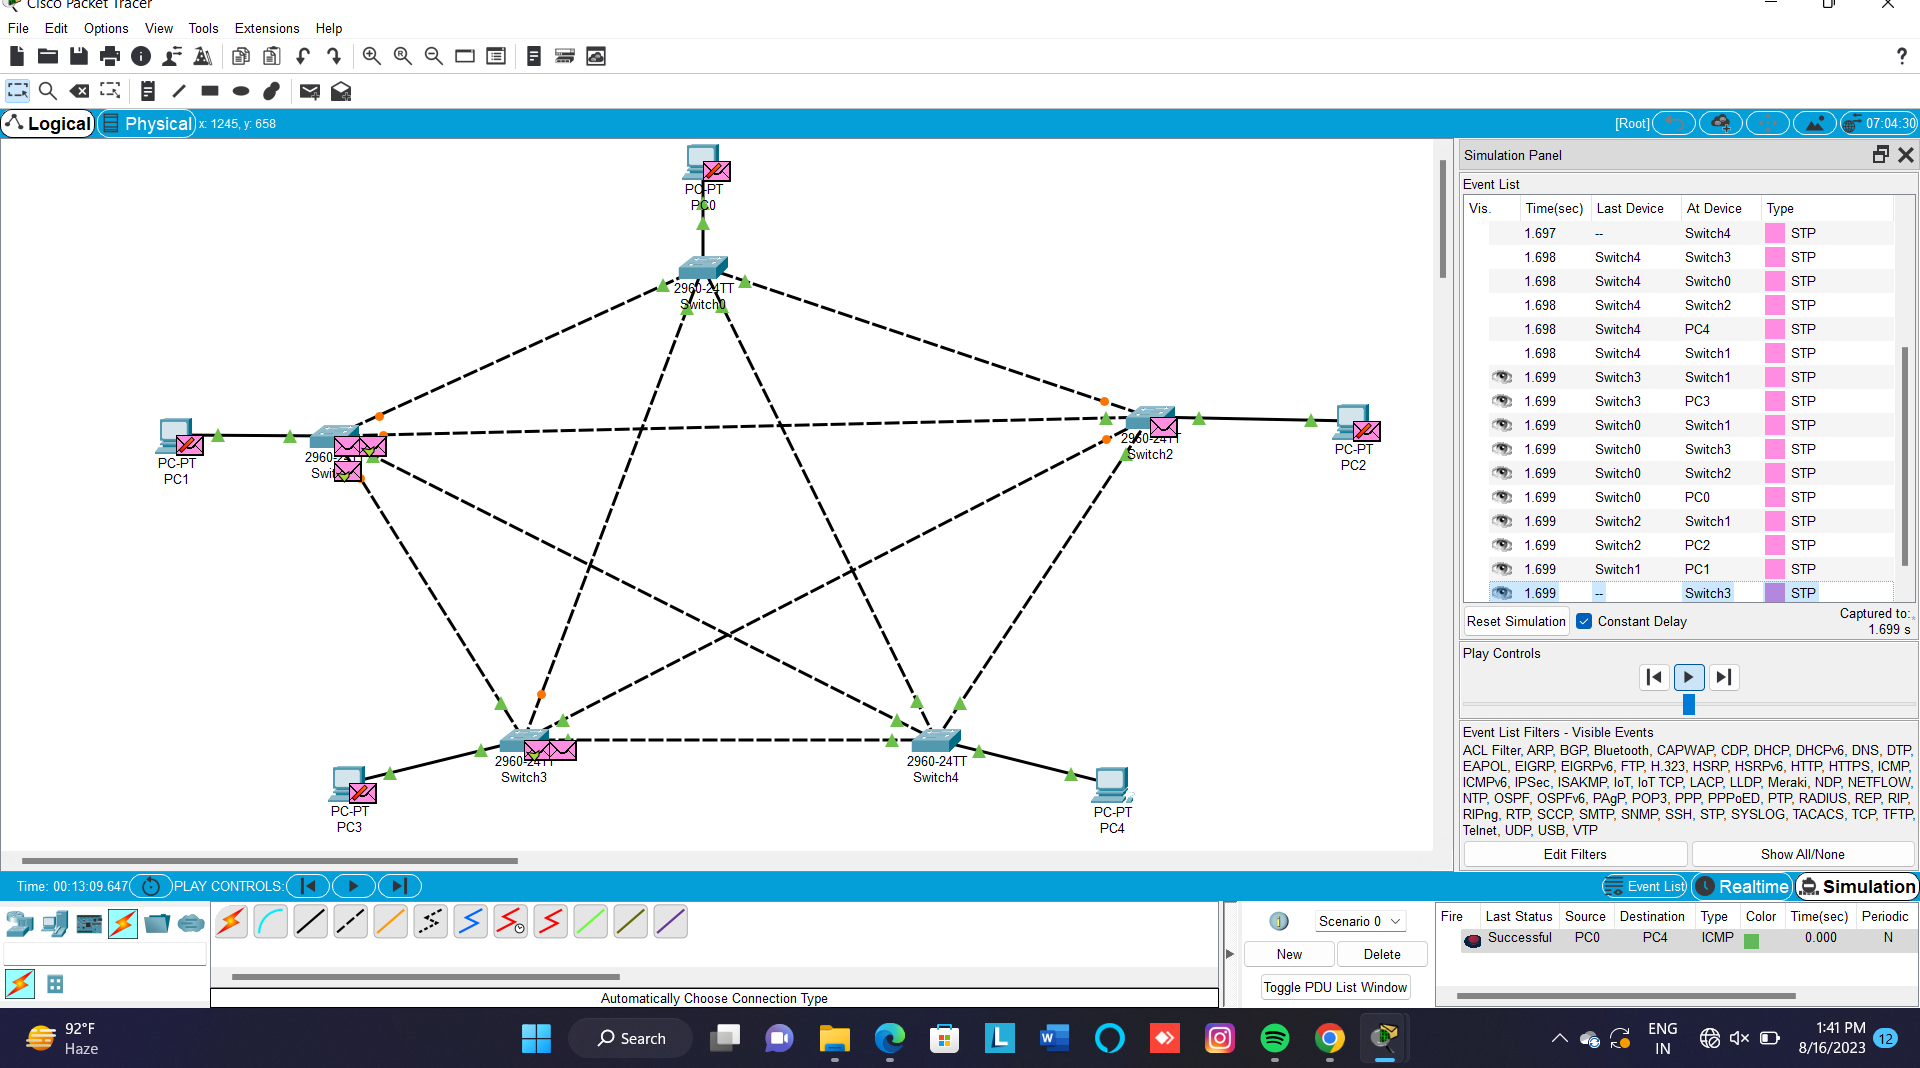 Cisco Packet Tracer
File Edit Options View Tools Extensions Help
Logical Physical x: 1245, y: 658 [Root] 07:04:30
PC-PT
PC0
2960-24TT
Switch0
PC-PT
PC1
PC-PT
PC2
2960-24TT
Switch2
2960-24TT
Switch3
2960-24TT
Switch4
PC-PT
PC3
PC-PT
PC4
Simulation Panel
Event List
Vis. Time(sec) Last Device At Device Type
1.697 -- Switch4 STP
1.698 Switch4 Switch3 STP
1.698 Switch4 Switch0 STP
1.698 Switch4 Switch2 STP
1.698 Switch4 PC4 STP
1.698 Switch4 Switch1 STP
1.699 Switch3 Switch1 STP
1.699 Switch3 PC3 STP
1.699 Switch0 Switch1 STP
1.699 Switch0 Switch3 STP
1.699 Switch0 Switch2 STP
1.699 Switch0 PC0 STP
1.699 Switch2 Switch1 STP
1.699 Switch2 PC2 STP
1.699 Switch1 PC1 STP
1.699 -- Switch3 STP
Reset Simulation Constant Delay Captured to:
1.699 s
Play Controls
Event List Filters - Visible Events
ACL Filter, ARP, BGP, Bluetooth, CAPWAP, CDP, DHCP, DHCPv6, DNS, DTP,
EAPOL, EIGRP, EIGRPv6, FTP, H.323, HSRP, HSRPv6, HTTP, HTTPS, ICMP,
ICMPv6, IPSec, ISAKMP, IoT, IoT TCP, LACP, LLDP, Meraki, NDP, NETFLOW,
NTP, OSPF, OSPFv6, PAgP, POP3, PPP, PPPoED, PTP, RADIUS, REP, RIP,
RIPng, RTP, SCCP, SMTP, SNMP, SSH, STP, SYSLOG, TACACS, TCP, TFTP,
Telnet, UDP, USB, VTP
Edit Filters Show All/None
Time: 00:13:09.647 PLAY CONTROLS: Event List Realtime Simulation
Scenario 0
New Delete
Toggle PDU List Window
Fire Last Status Source Destination Type Color Time(sec) Periodic
Successful PC0 PC4 ICMP 0.000 N
Automatically Choose Connection Type
92°F
Haze
Search
ENG
IN
1:41 PM
8/16/2023
12